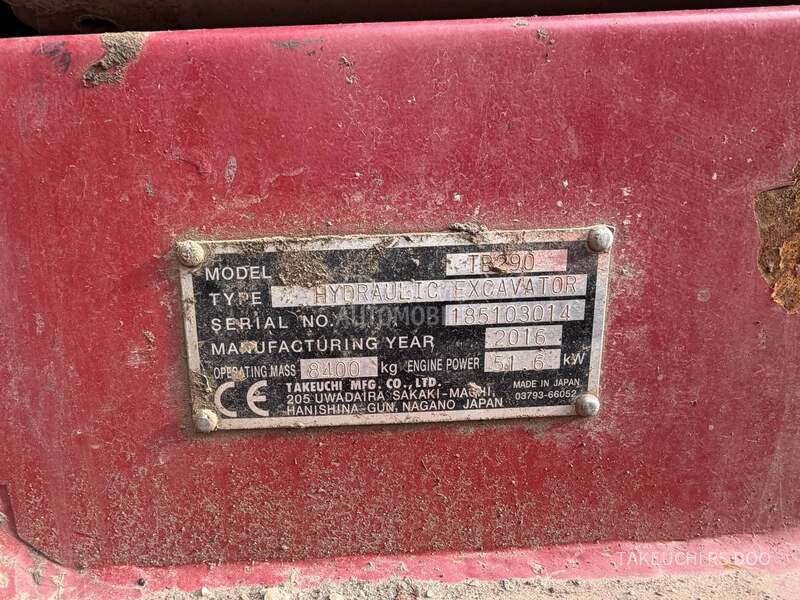 MODEL TB290
TYPE HYDRAULIC EXCAVATOR
SERIAL NO. 185103014
MANUFACTURING YEAR 2016
OPERATING MASS 8400 kg ENGINE POWER 51.6 kW
CE TAKEUCHI MFG. CO., LTD. MADE IN JAPAN
205 UWADAIRA SAKAKI-MACHI, 03793-66052
HANISHINA-GUN, NAGANO JAPAN
TAKEUCHI RS DOO